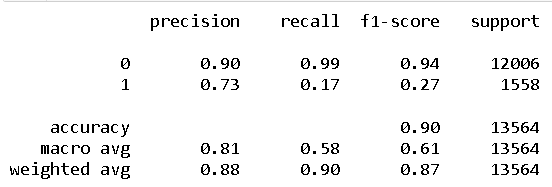 precision recall f1-score support
0 0.90 0.99 0.94 12006
1 0.73 0.17 0.27 1558
accuracy 0.90 13564
macro avg 0.81 0.58 0.61 13564
weighted avg 0.88 0.90 0.87 13564